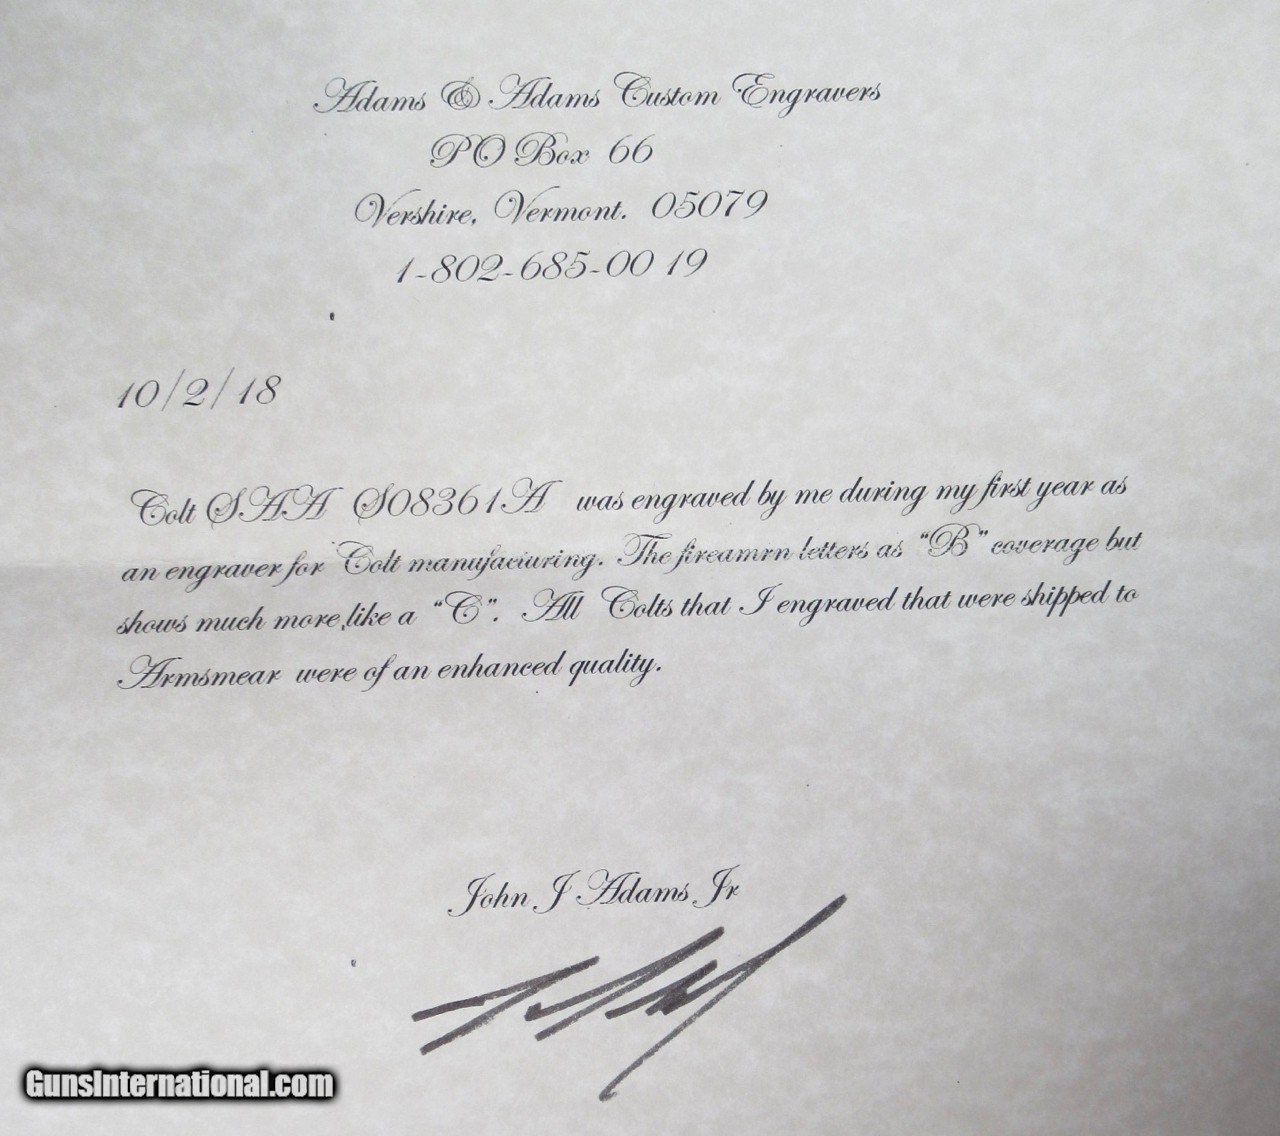 Adams & Adams Custom Engravers
PO Box 66
Vershire, Vermont. 05079
1-802-685-00 19
10/2/18
Colt SAA S08361A was engraved by me during my first year as
an engraver for Colt manufaciuring. The fireamrn letters as "B" coverage but
shows much more like a "C". All Colts that I engraved that were shipped to
Armsmear were of an enhanced quality.
John J Adams Jr
GunsInternational.com